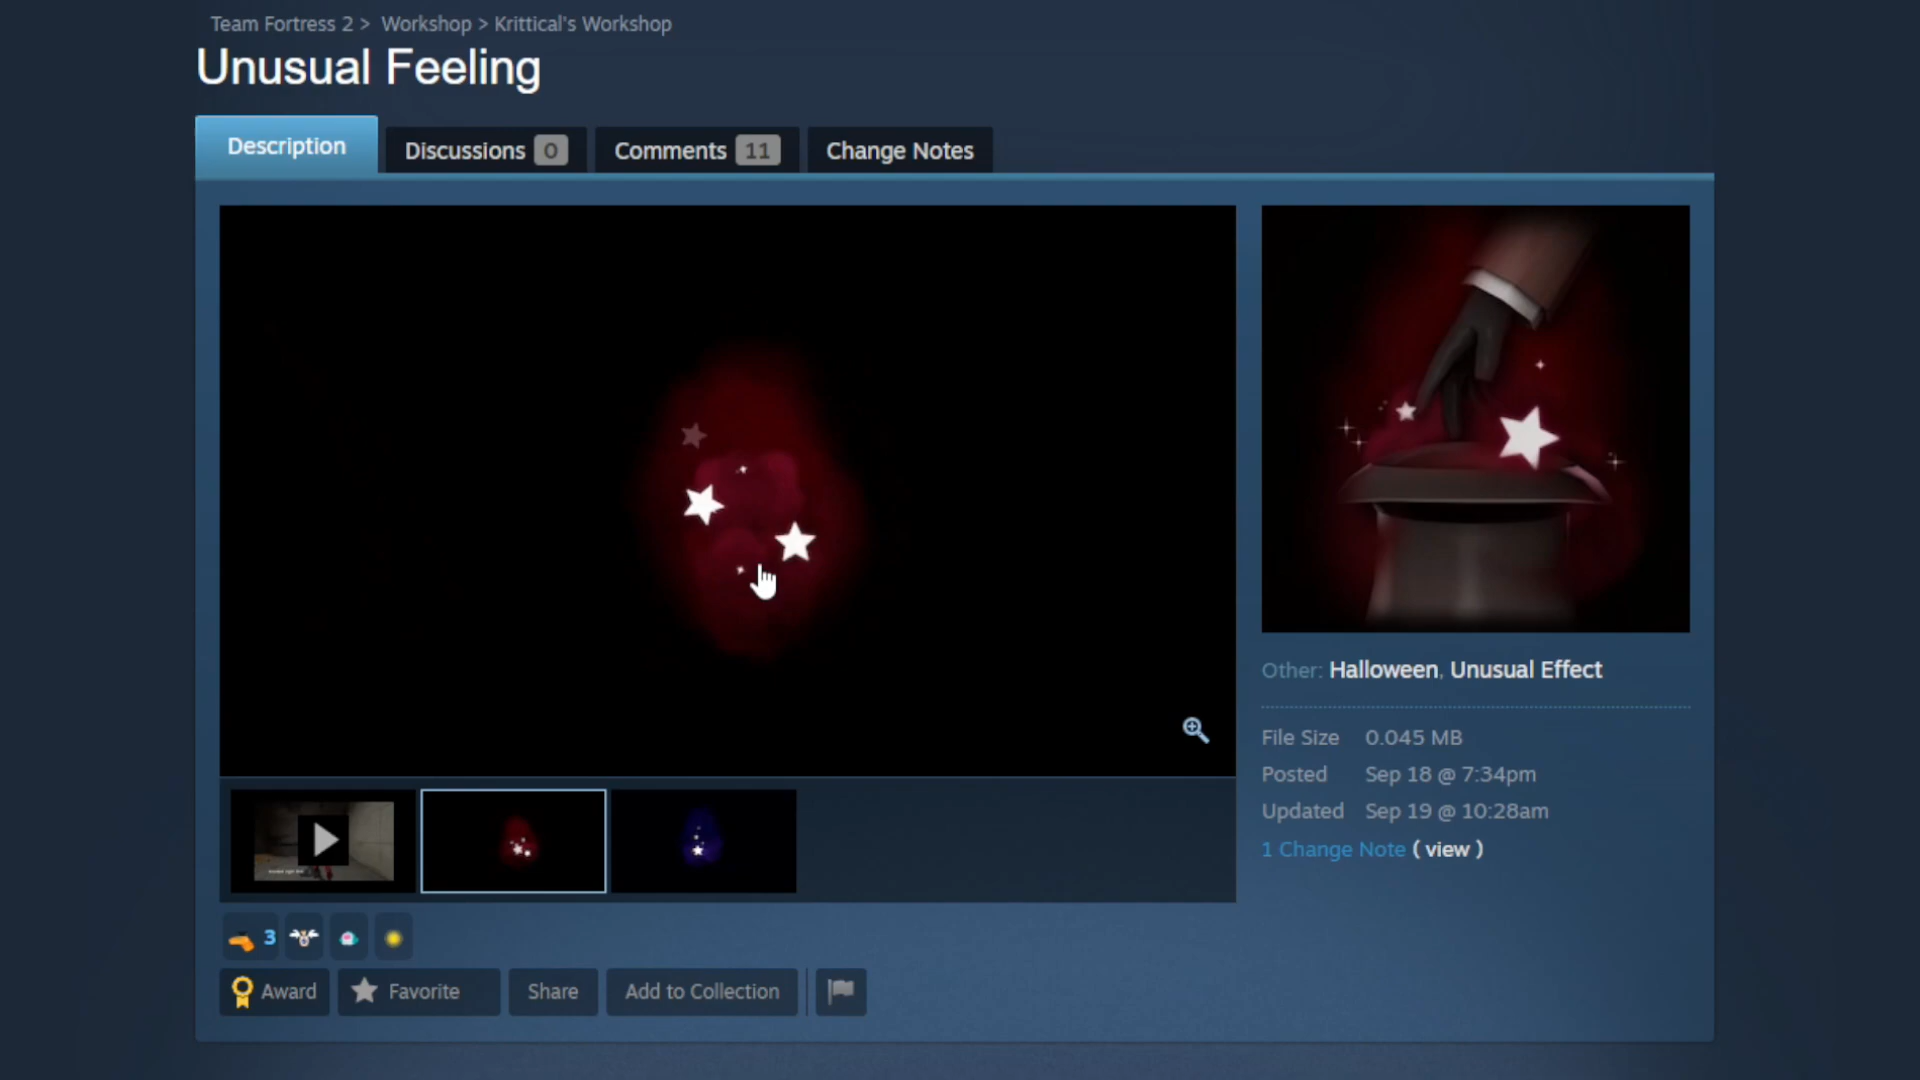 Team Fortress 2 > Workshop > Krittical's Workshop
Unusual Feeling
Description
Discussions 0
Comments 11
Change Notes
Other: Halloween, Unusual Effect
File Size 0.045 MB
Posted Sep 18 @ 7:34pm
Updated Sep 19 @ 10:28am
1 Change Note ( view )
3
Award
Favorite
Share
Add to Collection